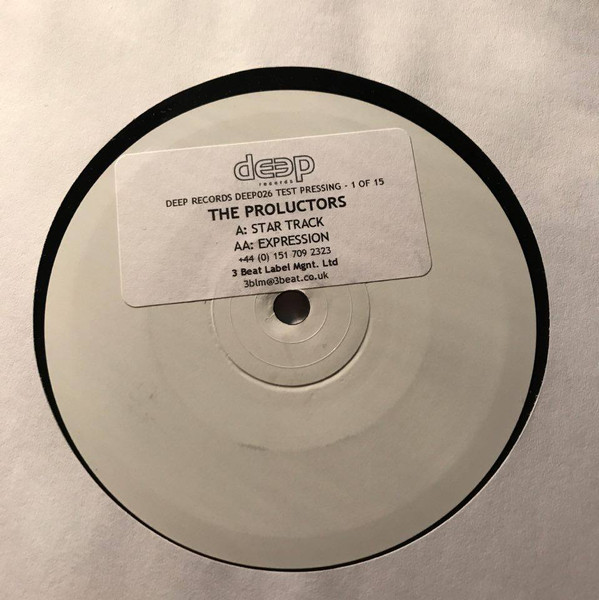 deep
records
DEEP RECORDS DEEP026 TEST PRESSING - 1 OF 15
THE PROLUCTORS
A: STAR TRACK
AA: EXPRESSION
+44 (0) 151 709 2323
3 Beat Label Mgnt. Ltd
3blm@3beat.co.uk